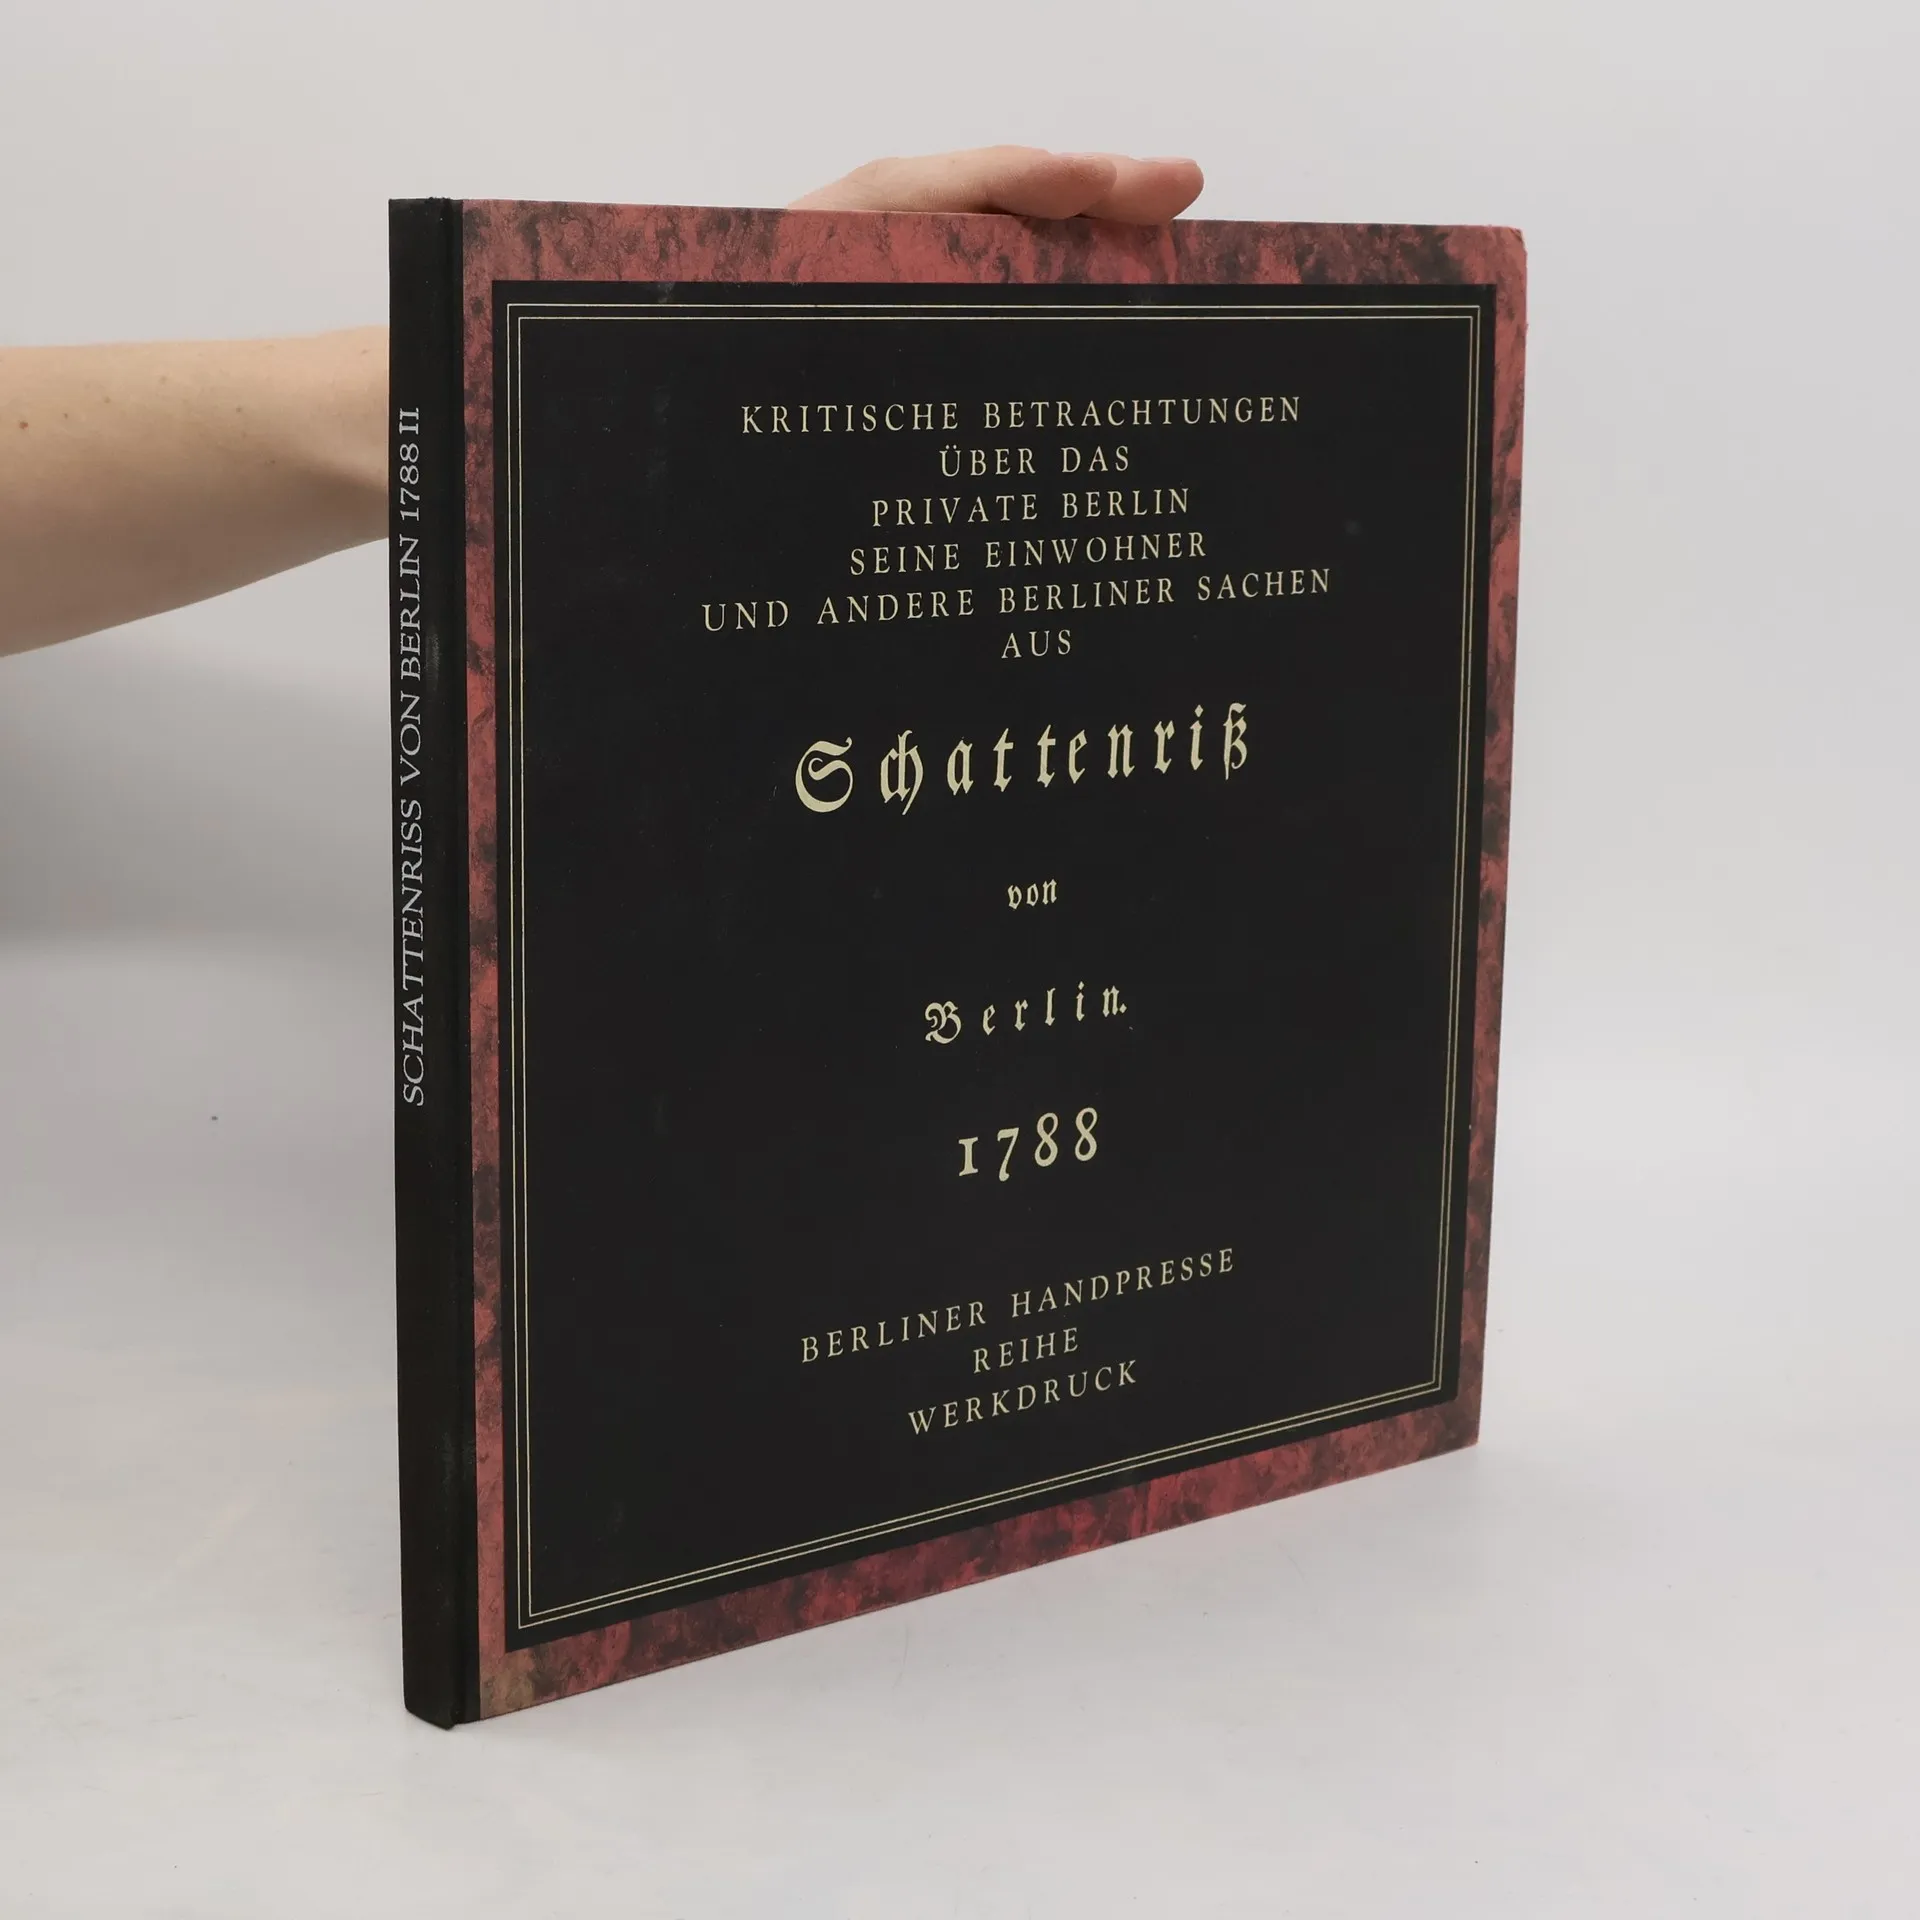 SCHATTENRISS VON BERLIN 1788 II
KRITISCHE BETRACHTUNGEN
ÜBER DAS
PRIVATE BERLIN
SEINE EINWOHNER
UND ANDERE BERLINER SACHEN
AUS
Schattenriß
von
Berlin.
1788
BERLINER HANDPRESSE
REIHE
WERKDRUCK